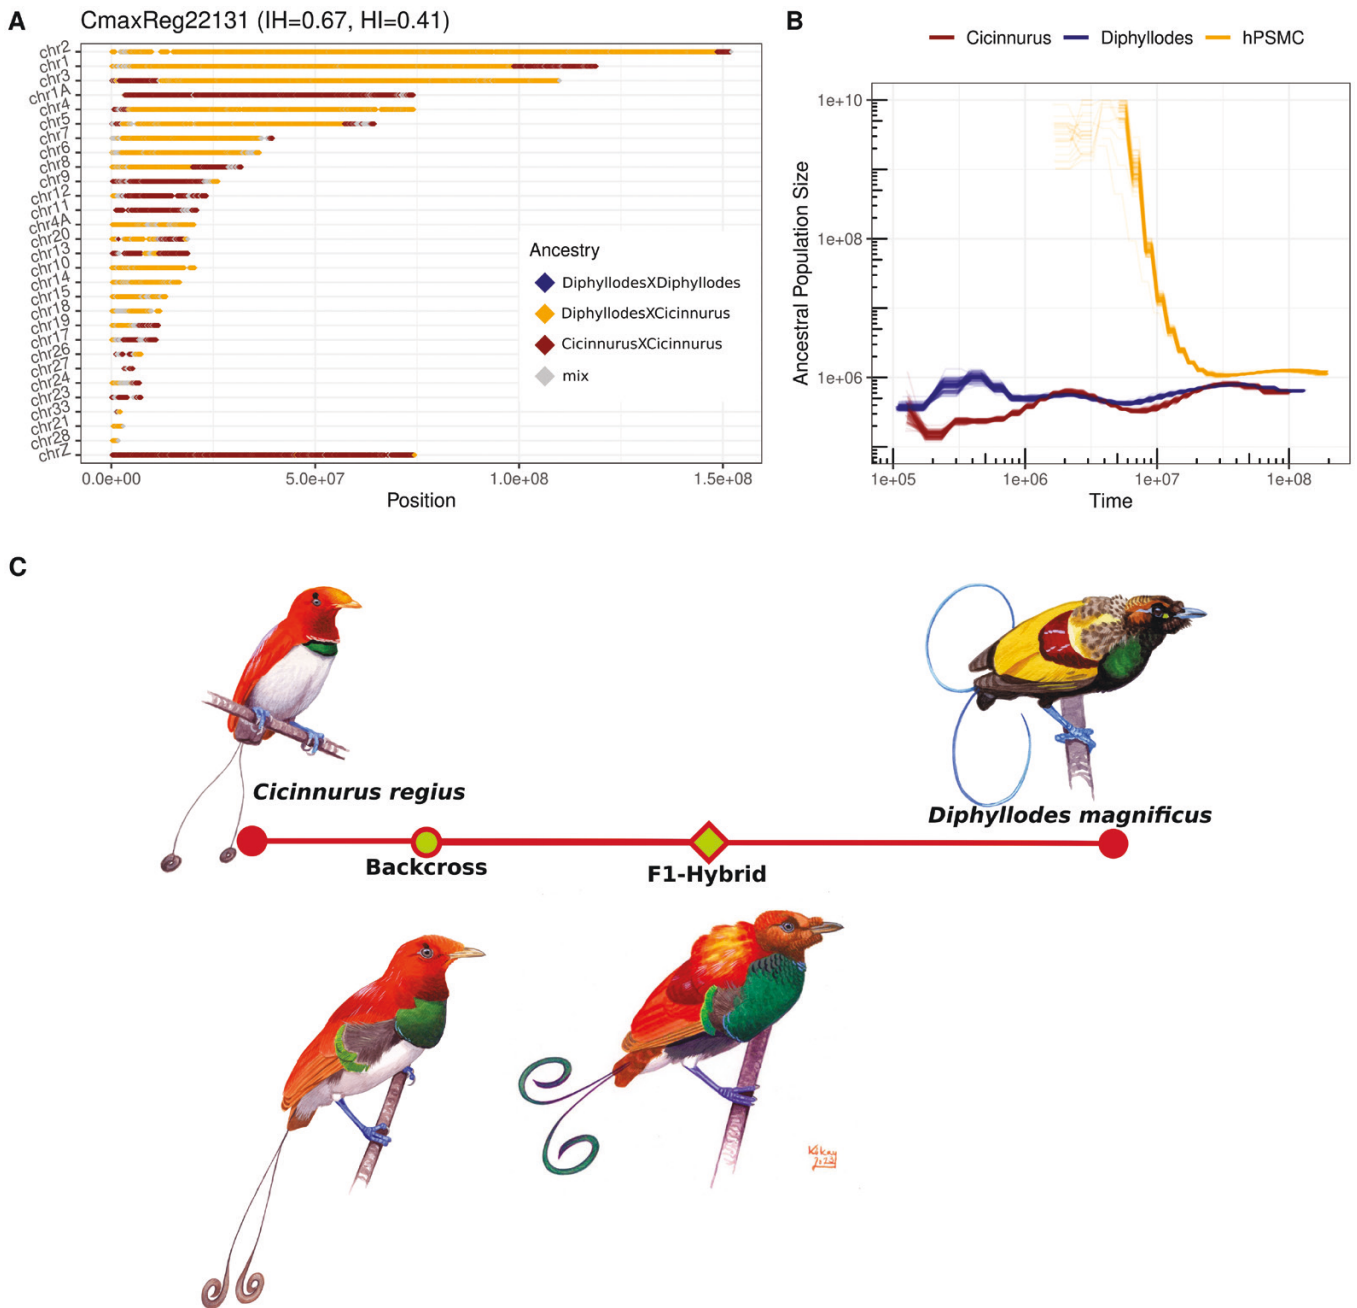 A
CmaxReg22131 (IH=0.67, HI=0.41)
chr2
chr1
chr3
chr1A
chr4
chr5
chr7
chr6
chr8
chr9
chr12
chr11
chr4A
chr20
chr13
chr10
chr14
chr15
chr18
chr19
chr17
chr26
chr27
chr24
chr23
chr33
chr21
chr28
chrZ
Ancestry
DiphyllodesXDiphyllodes
DiphyllodesXCicinnurus
CicinnurusXCicinnurus
mix
0.0e+00 5.0e+07 1.0e+08 1.5e+08
Position
B
Cicinnurus Diphyllodes hPSMC
Ancestral Population Size
1e+10
1e+08
1e+06
1e+05 1e+06 1e+07 1e+08
Time
C
Cicinnurus regius
Diphyllodes magnificus
Backcross
F1-Hybrid